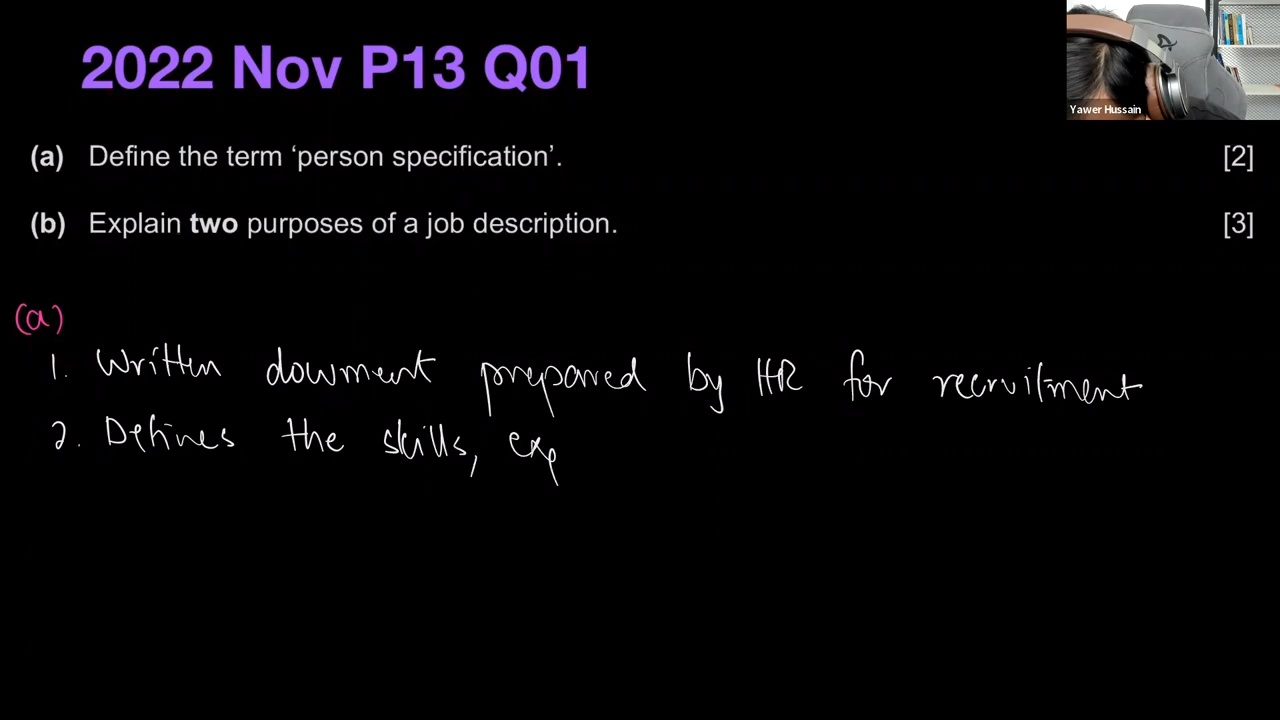 2022 Nov P13 Q01
Yawer Hussain
(a) Define the term ‘person specification’. [2]
(b) Explain two purposes of a job description. [3]
(a)
1. Written document prepared by HR for recruitment
2. Defines the skills, exp